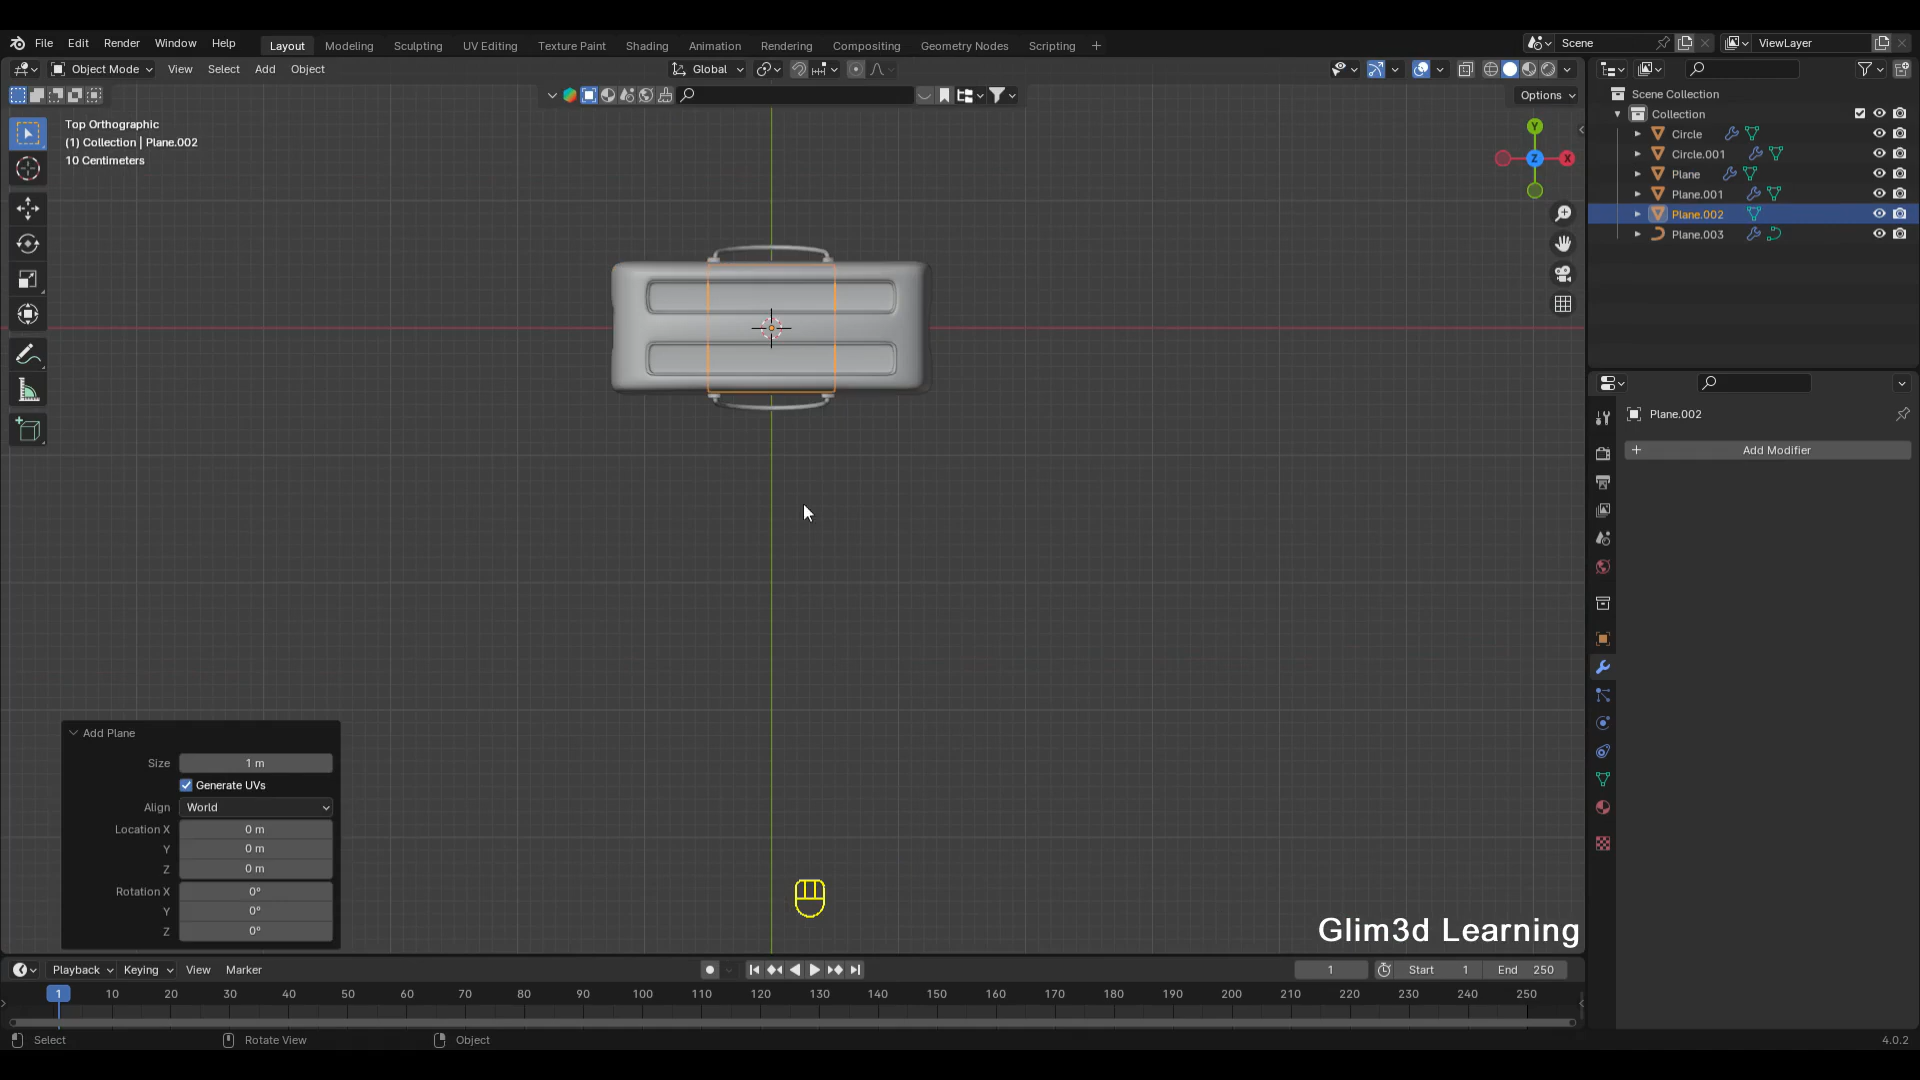 File Edit Render Window Help Layout Modeling Sculpting UV Editing Texture Paint Shading Animation Rendering Compositing Geometry Nodes Scripting + Scene ViewLayer
Object Mode View Select Add Object Global
Options
Top Orthographic
(1) Collection | Plane.002
10 Centimeters
Y
Z
X
Scene Collection
Collection
Circle
Circle.001
Plane
Plane.001
Plane.002
Plane.003
Plane.002
+ Add Modifier
Add Plane
Size 1 m
Generate UVs
Align World
Location X 0 m
Y 0 m
Z 0 m
Rotation X 0°
Y 0°
Z 0°
Glim3d Learning
Playback Keying View Marker 1 Start 1 End 250
1 10 20 30 40 50 60 70 80 90 100 110 120 130 140 150 160 170 180 190 200 210 220 230 240 250
Select Rotate View Object 4.0.2